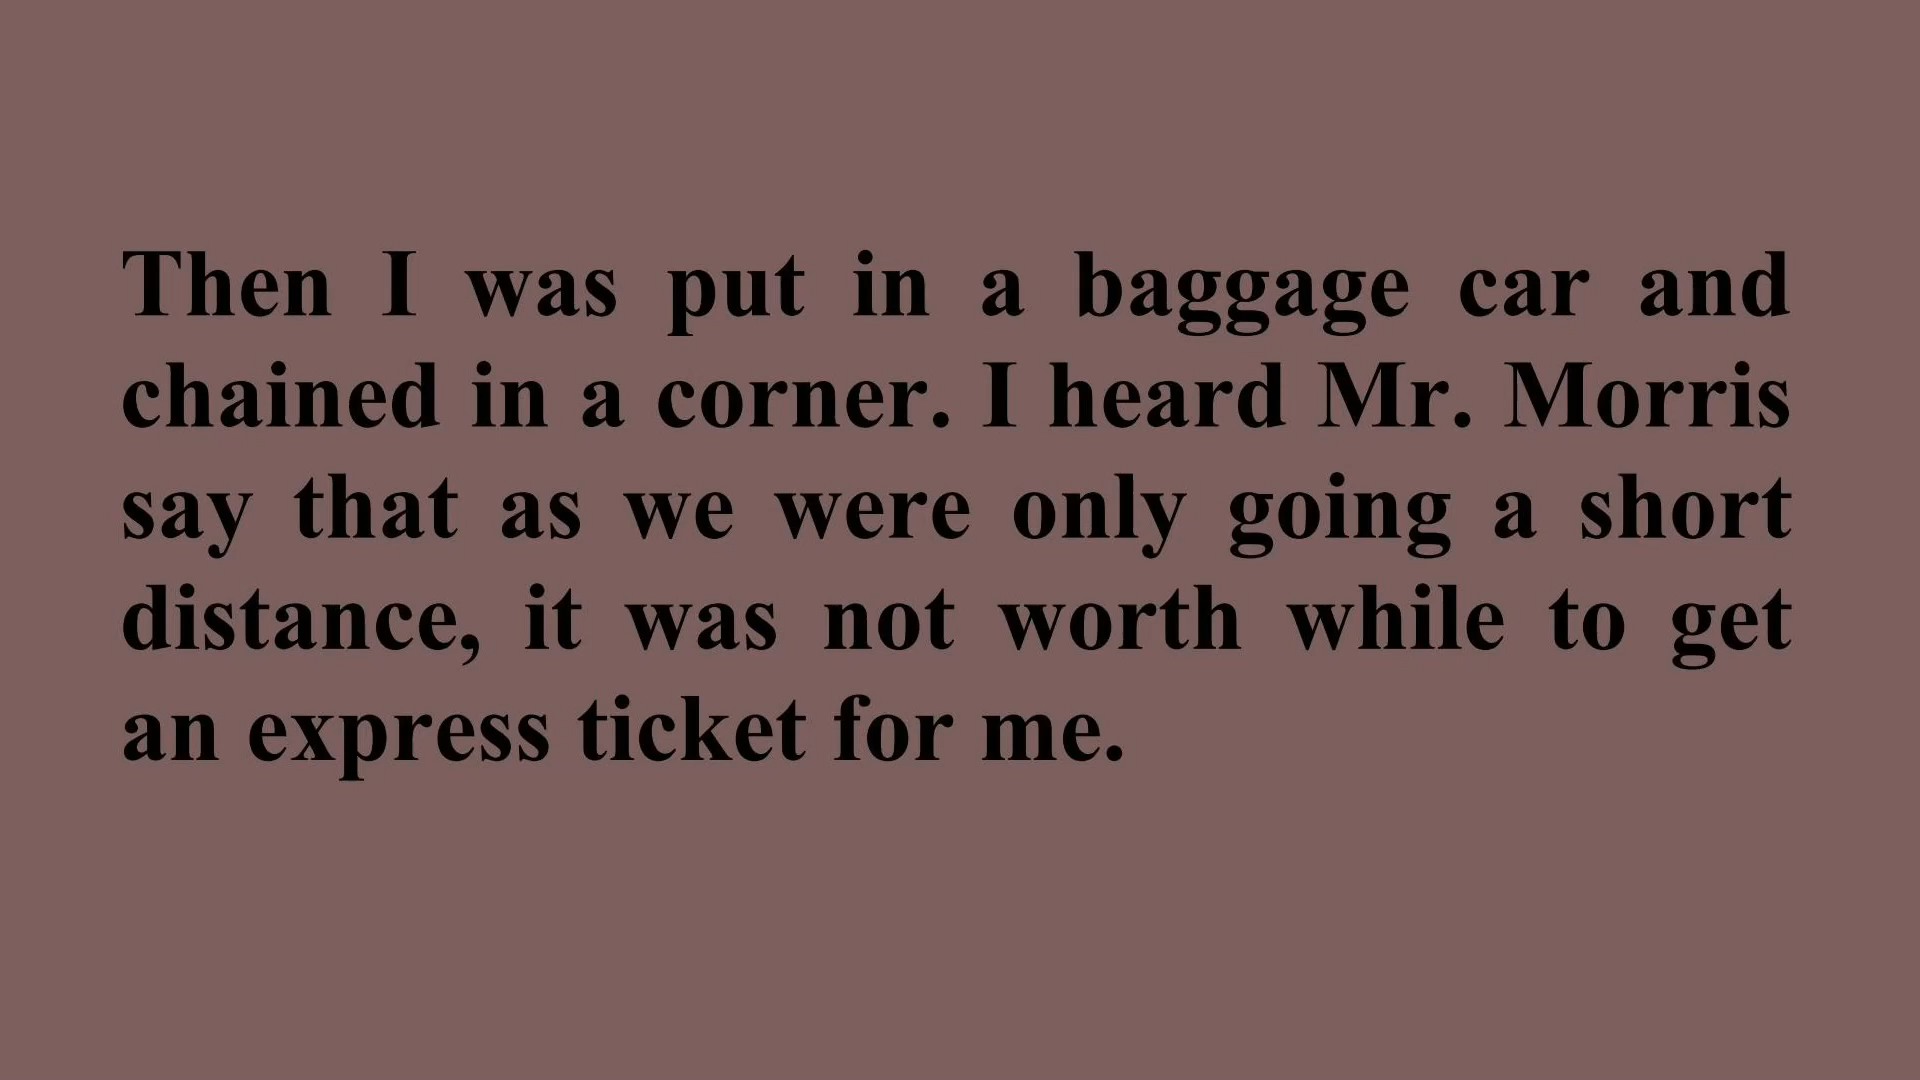 Then I was put in a baggage car and
chained in a corner. I heard Mr. Morris
say that as we were only going a short
distance, it was not worth while to get
an express ticket for me.